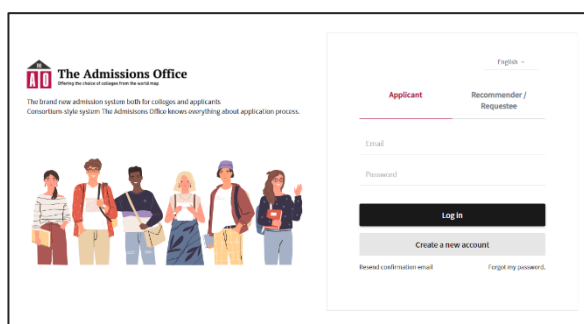 The Admissions Office
Offering the choice of colleges from the world map
The brand new admission system both for colleges and applicants
Consortium-style system The Admisisons Office knows everything about application process.
English
Applicant
Recommender /
Requestee
Email
Password
Log in
Create a new account
Resend confirmation email
Forgot my password.